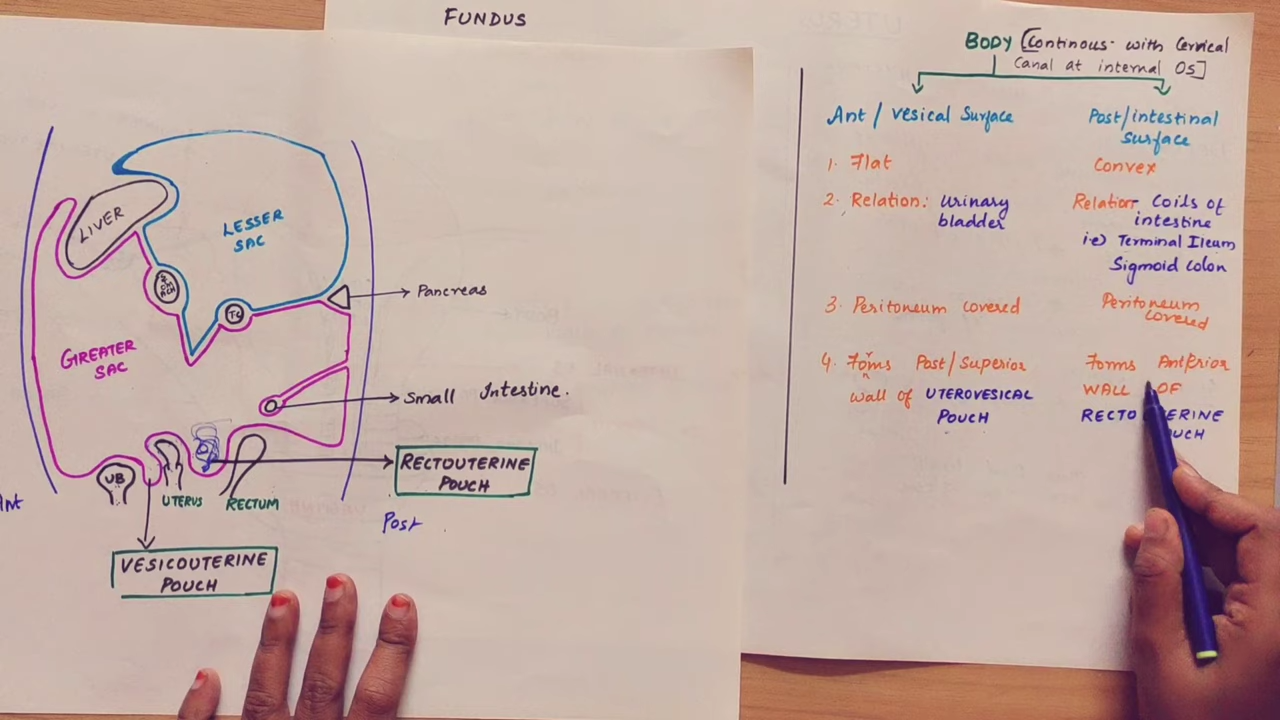 FUNDUS
LIVER
LESSER
SAC
TC
Pancreas
GREATER
SAC
Small Intestine.
UB
UTERUS
RECTUM
RECTOUTERINE
POUCH
Ant
Post
VESICOUTERINE
POUCH
BODY [Continous with Cervical
Canal at internal OS]
Ant / Vesical Surface
1. Flat
2. Relation: Urinary
bladder
3. Peritoneum covered
4. Forms Post/Superior
wall of UTEROVESICAL
POUCH
Post/intestinal
Surface
Convex
Relation- Coils of
intestine
i.e) Terminal Ileum
Sigmoid Colon
Peritoneum
covered
Forms Anterior
WALL OF